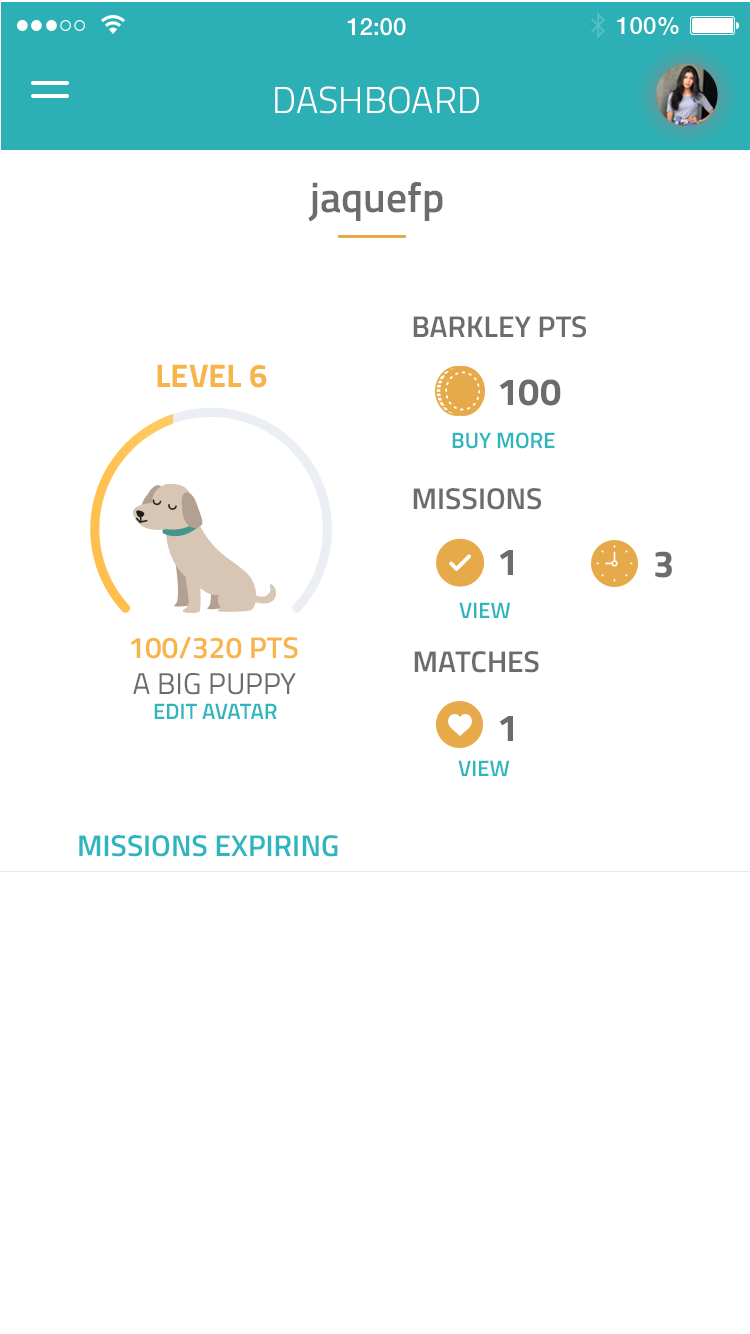 12:00
100%
DASHBOARD
jaquefp
LEVEL 6
100/320 PTS
A BIG PUPPY
EDIT AVATAR
BARKLEY PTS
100
BUY MORE
MISSIONS
1 3
VIEW
MATCHES
1
VIEW
MISSIONS EXPIRING